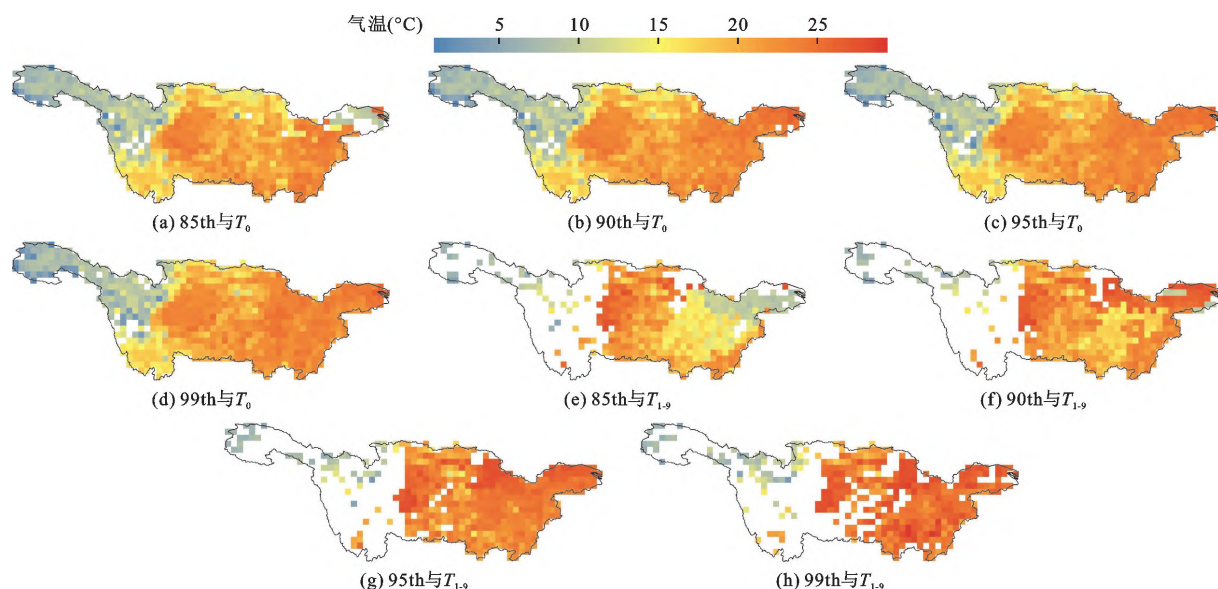 气温(°C)
5 10 15 20 25
(a) 85th与T₀
(b) 90th与T₀
(c) 95th与T₀
(d) 99th与T₀
(e) 85th与T₁₋₉
(f) 90th与T₁₋₉
(g) 95th与T₁₋₉
(h) 99th与T₁₋₉